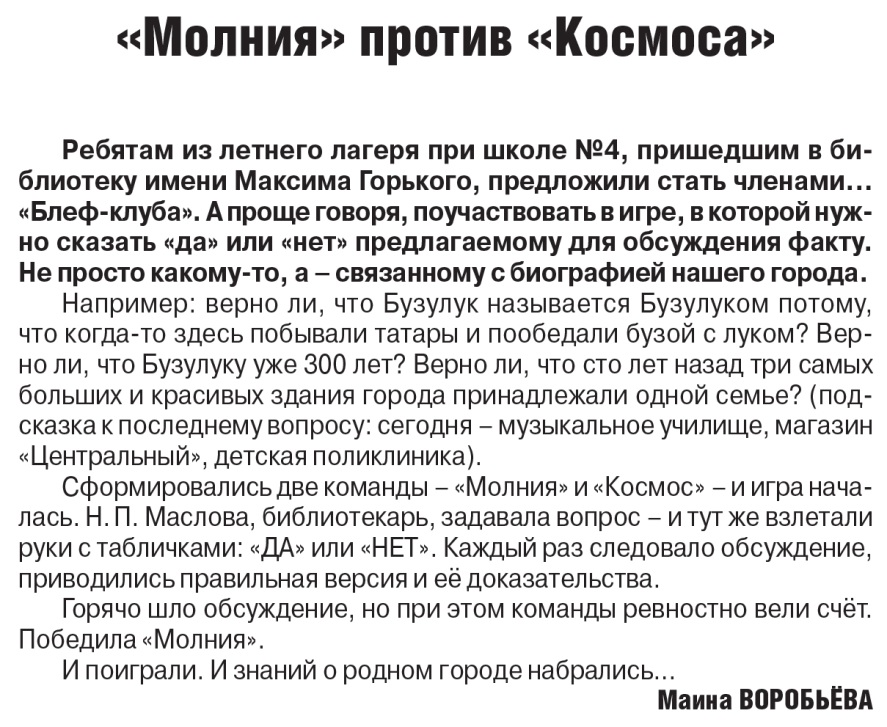 «Молния» против «Космоса»
Ребятам из летнего лагеря при школе №4, пришедшим в би-
блиотеку имени Максима Горького, предложили стать членами...
«Блеф-клуба». А проще говоря, поучаствовать в игре, в которой нуж-
но сказать «да» или «нет» предлагаемому для обсуждения факту.
Не просто какому-то, а – связанному с биографией нашего города.
Например: верно ли, что Бузулук называется Бузулуком потому,
что когда-то здесь побывали татары и пообедали бузой с луком? Вер-
но ли, что Бузулуку уже 300 лет? Верно ли, что сто лет назад три самых
больших и красивых здания города принадлежали одной семье? (под-
сказка к последнему вопросу: сегодня – музыкальное училище, магазин
«Центральный», детская поликлиника).
Сформировались две команды – «Молния» и «Космос» – и игра нача-
лась. Н. П. Маслова, библиотекарь, задавала вопрос – и тут же взлетали
руки с табличками: «ДА» или «НЕТ». Каждый раз следовало обсуждение,
приводились правильная версия и её доказательства.
Горячо шло обсуждение, но при этом команды ревностно вели счёт.
Победила «Молния».
И поиграли. И знаний о родном городе набрались...
Маина ВОРОБЬЁВА